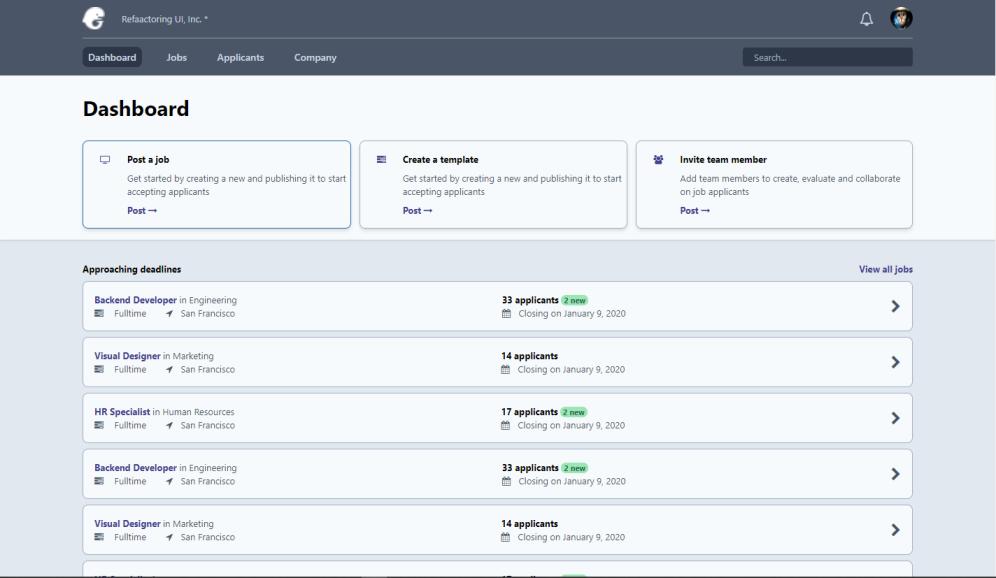 Refaactoring UI, Inc. *
Dashboard Jobs Applicants Company Search...
Dashboard
Post a job
Get started by creating a new and publishing it to start
accepting applicants
Post →
Create a template
Get started by creating a new and publishing it to start
accepting applicants
Post →
Invite team member
Add team members to create, evaluate and collaborate
on job applicants
Post →
Approaching deadlines View all jobs
Backend Developer in Engineering
Fulltime San Francisco
33 applicants 2 new
Closing on January 9, 2020
Visual Designer in Marketing
Fulltime San Francisco
14 applicants
Closing on January 9, 2020
HR Specialist in Human Resources
Fulltime San Francisco
17 applicants 2 new
Closing on January 9, 2020
Backend Developer in Engineering
Fulltime San Francisco
33 applicants 2 new
Closing on January 9, 2020
Visual Designer in Marketing
Fulltime San Francisco
14 applicants
Closing on January 9, 2020